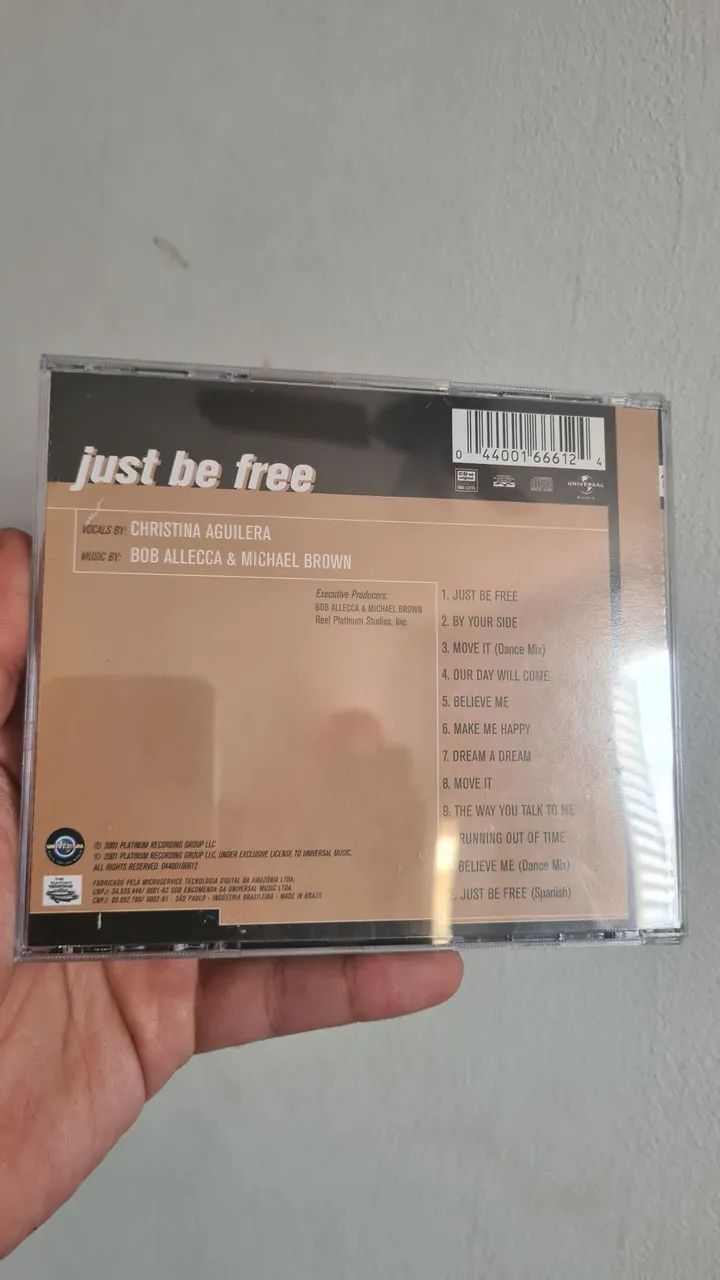 0 44001 66612 4
just be free
UNIVERSAL
MUSIC
VOCALS BY: CHRISTINA AGUILERA
MUSIC BY: BOB ALLECCA & MICHAEL BROWN
Executive Producers:
BOB ALLECCA & MICHAEL BROWN
Reel Platinum Studios, Inc.
1. JUST BE FREE
2. BY YOUR SIDE
3. MOVE IT (Dance Mix)
4. OUR DAY WILL COME
5. BELIEVE ME
6. MAKE ME HAPPY
7. DREAM A DREAM
8. MOVE IT
9. THE WAY YOU TALK TO ME
RUNNING OUT OF TIME
BELIEVE ME (Dance Mix)
2. JUST BE FREE (Spanish)
UNIVERSAL
℗ 2001 PLATINUM RECORDING GROUP LLC
© 2001 PLATINUM RECORDING GROUP LLC, UNDER EXCLUSIVE LICENSE TO UNIVERSAL MUSIC.
ALL RIGHTS RESERVED 04400166612
FABRICADO PELA MICROSERVICE TECNOLOGIA DIGITAL DA AMAZÔNIA LTDA.
SOB ENCOMENDA DA UNIVERSAL MUSIC LTDA.
SÃO PAULO - INDÚSTRIA BRASILEIRA - MADE IN BRAZIL